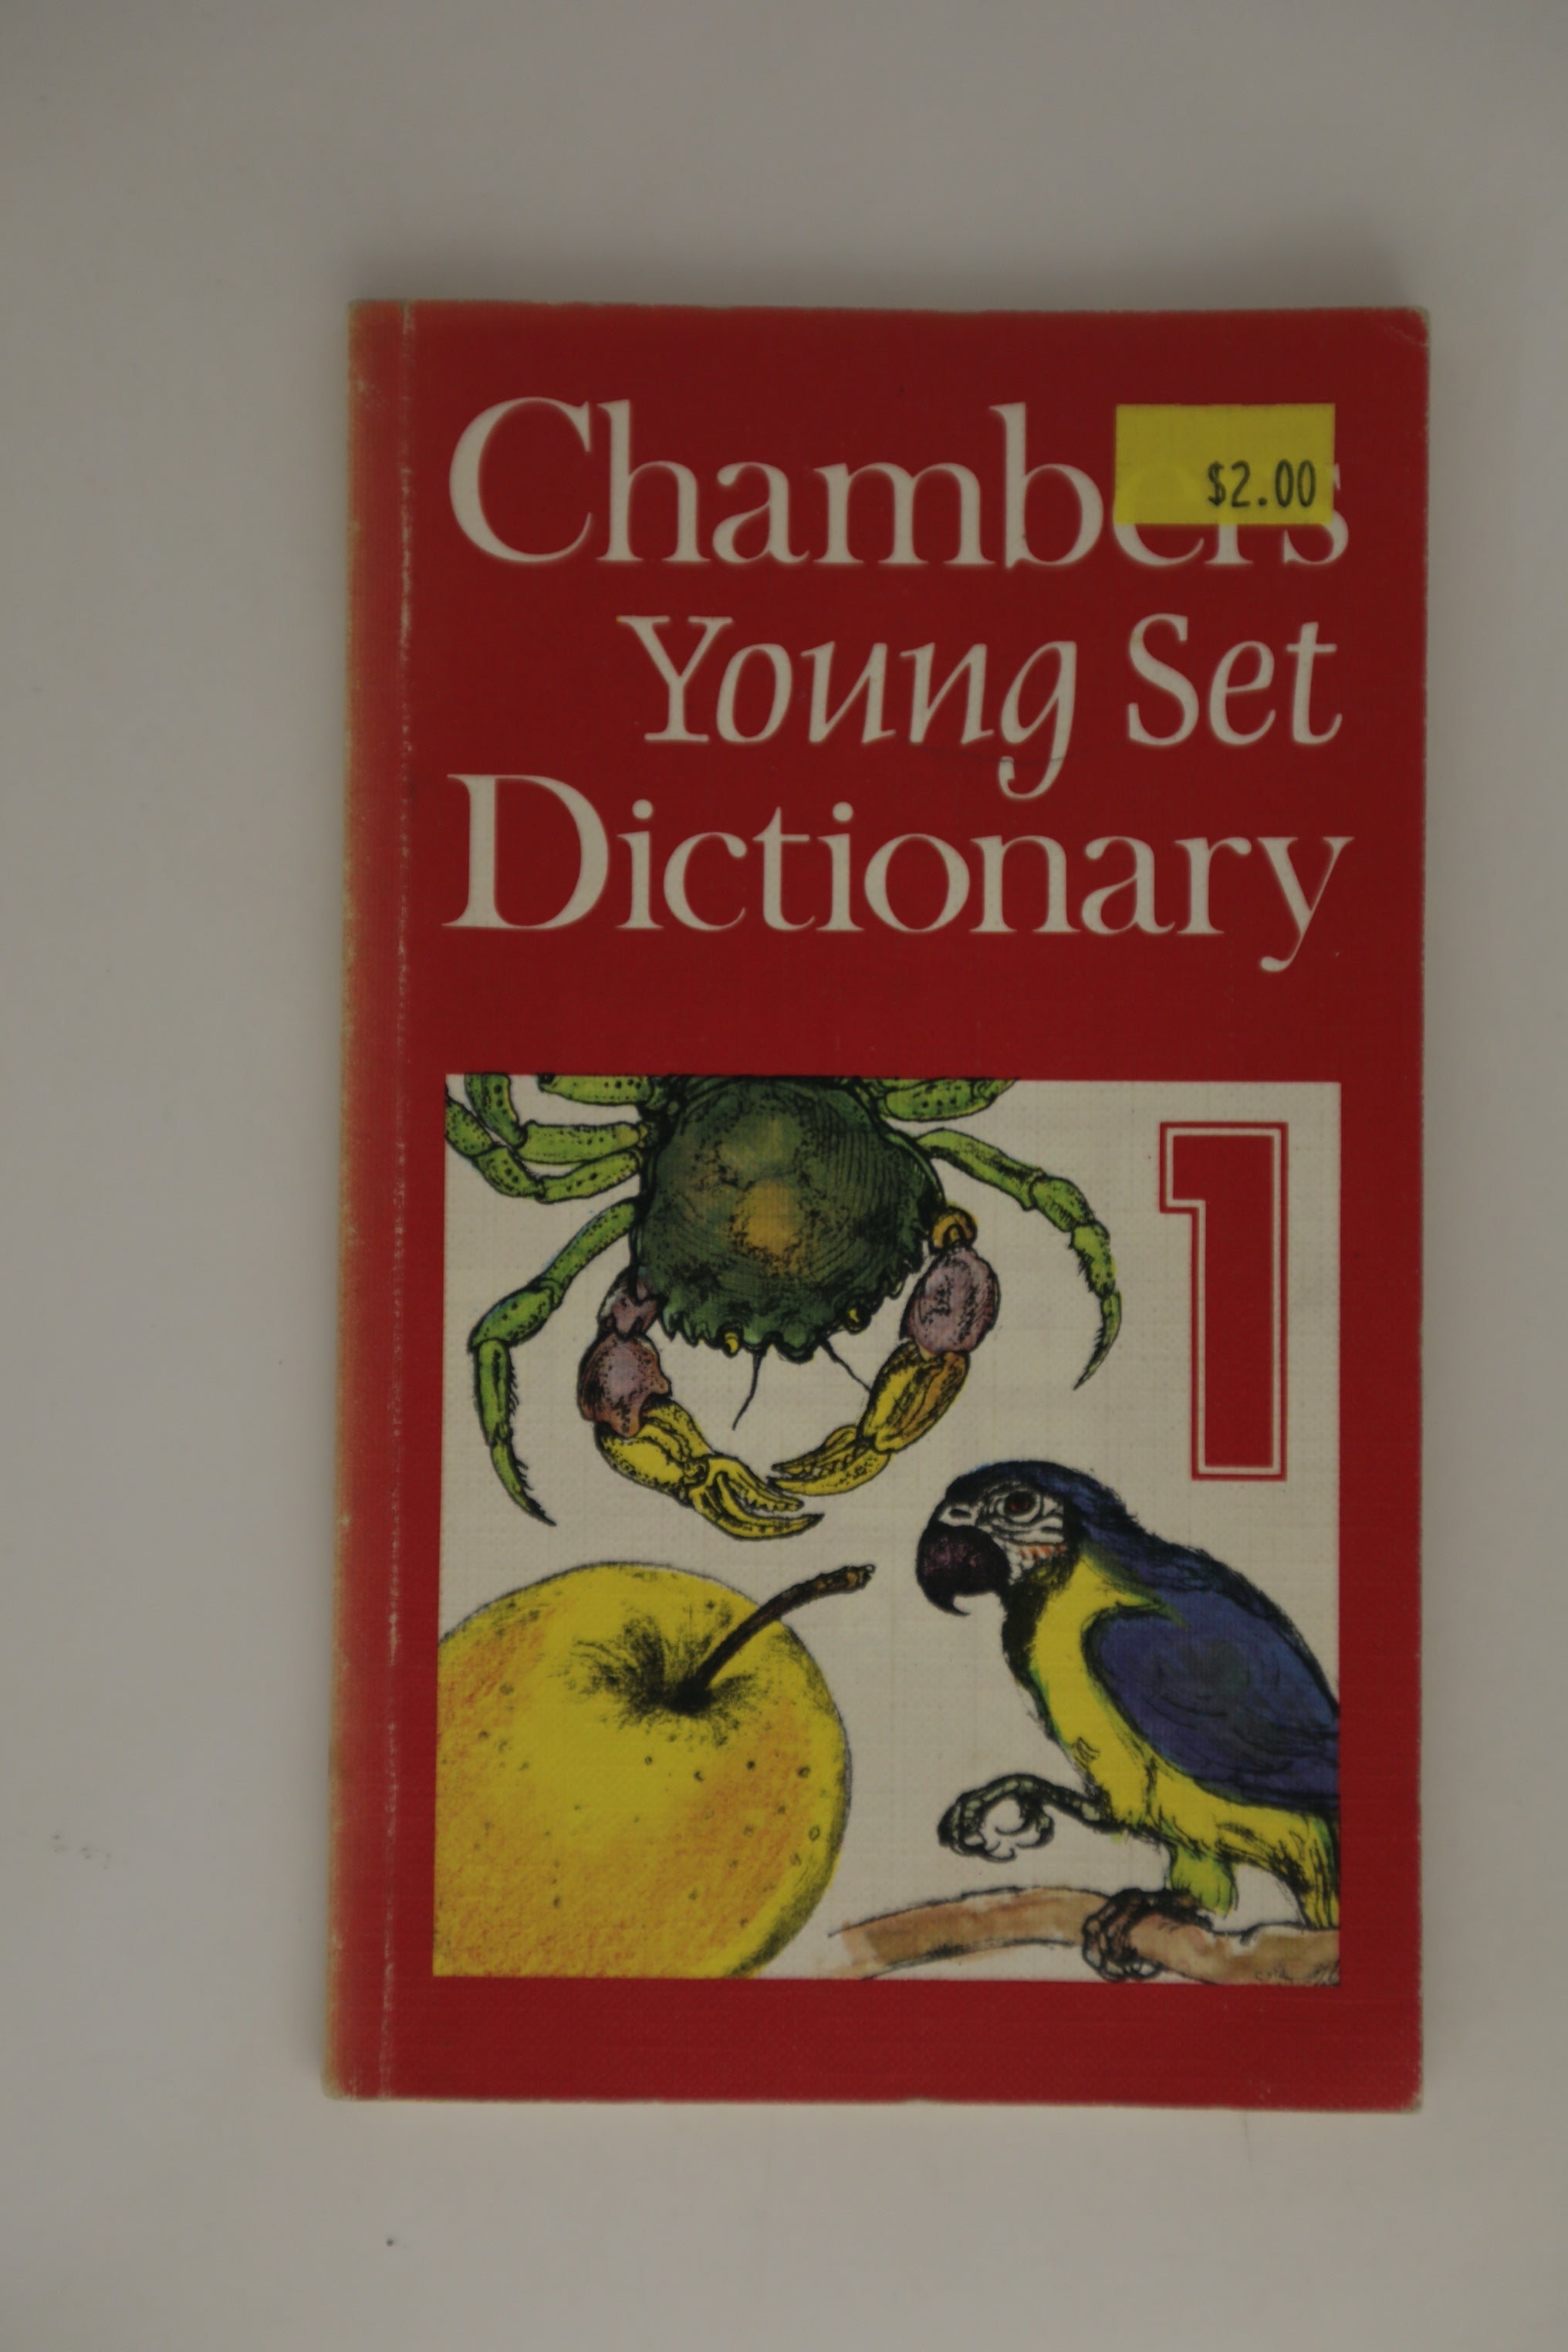 Chambers
$2.00
Young Set
Dictionary
1